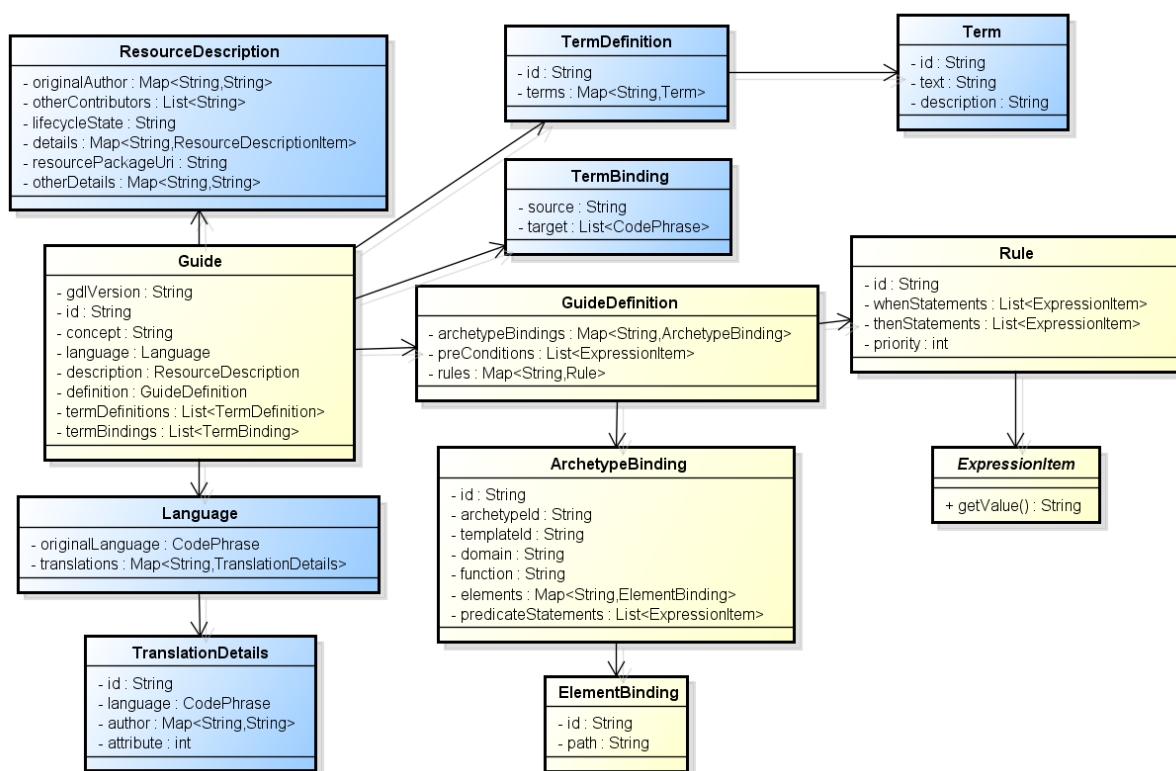 ResourceDescription
- originalAuthor : Map<String,String>
- otherContributors : List<String>
- lifecycleState : String
- details : Map<String,ResourceDescriptionItem>
- resourcePackageUri : String
- otherDetails : Map<String,String>
TermDefinition
- id : String
- terms : Map<String,Term>
Term
- id : String
- text : String
- description : String
TermBinding
- source : String
- target : List<CodePhrase>
Guide
- gdlVersion : String
- id : String
- concept : String
- language : Language
- description : ResourceDescription
- definition : GuideDefinition
- termDefinitions : List<TermDefinition>
- termBindings : List<TermBinding>
GuideDefinition
- archetypeBindings : Map<String,ArchetypeBinding>
- preConditions : List<ExpressionItem>
- rules : Map<String,Rule>
Rule
- id : String
- whenStatements : List<ExpressionItem>
- thenStatements : List<ExpressionItem>
- priority : int
ArchetypeBinding
- id : String
- archetypeId : String
- templateId : String
- domain : String
- function : String
- elements : Map<String,ElementBinding>
- predicateStatements : List<ExpressionItem>
ExpressionItem
+ getValue() : String
Language
- originalLanguage : CodePhrase
- translations : Map<String,TranslationDetails>
TranslationDetails
- id : String
- language : CodePhrase
- author : Map<String,String>
- attribute : int
ElementBinding
- id : String
- path : String